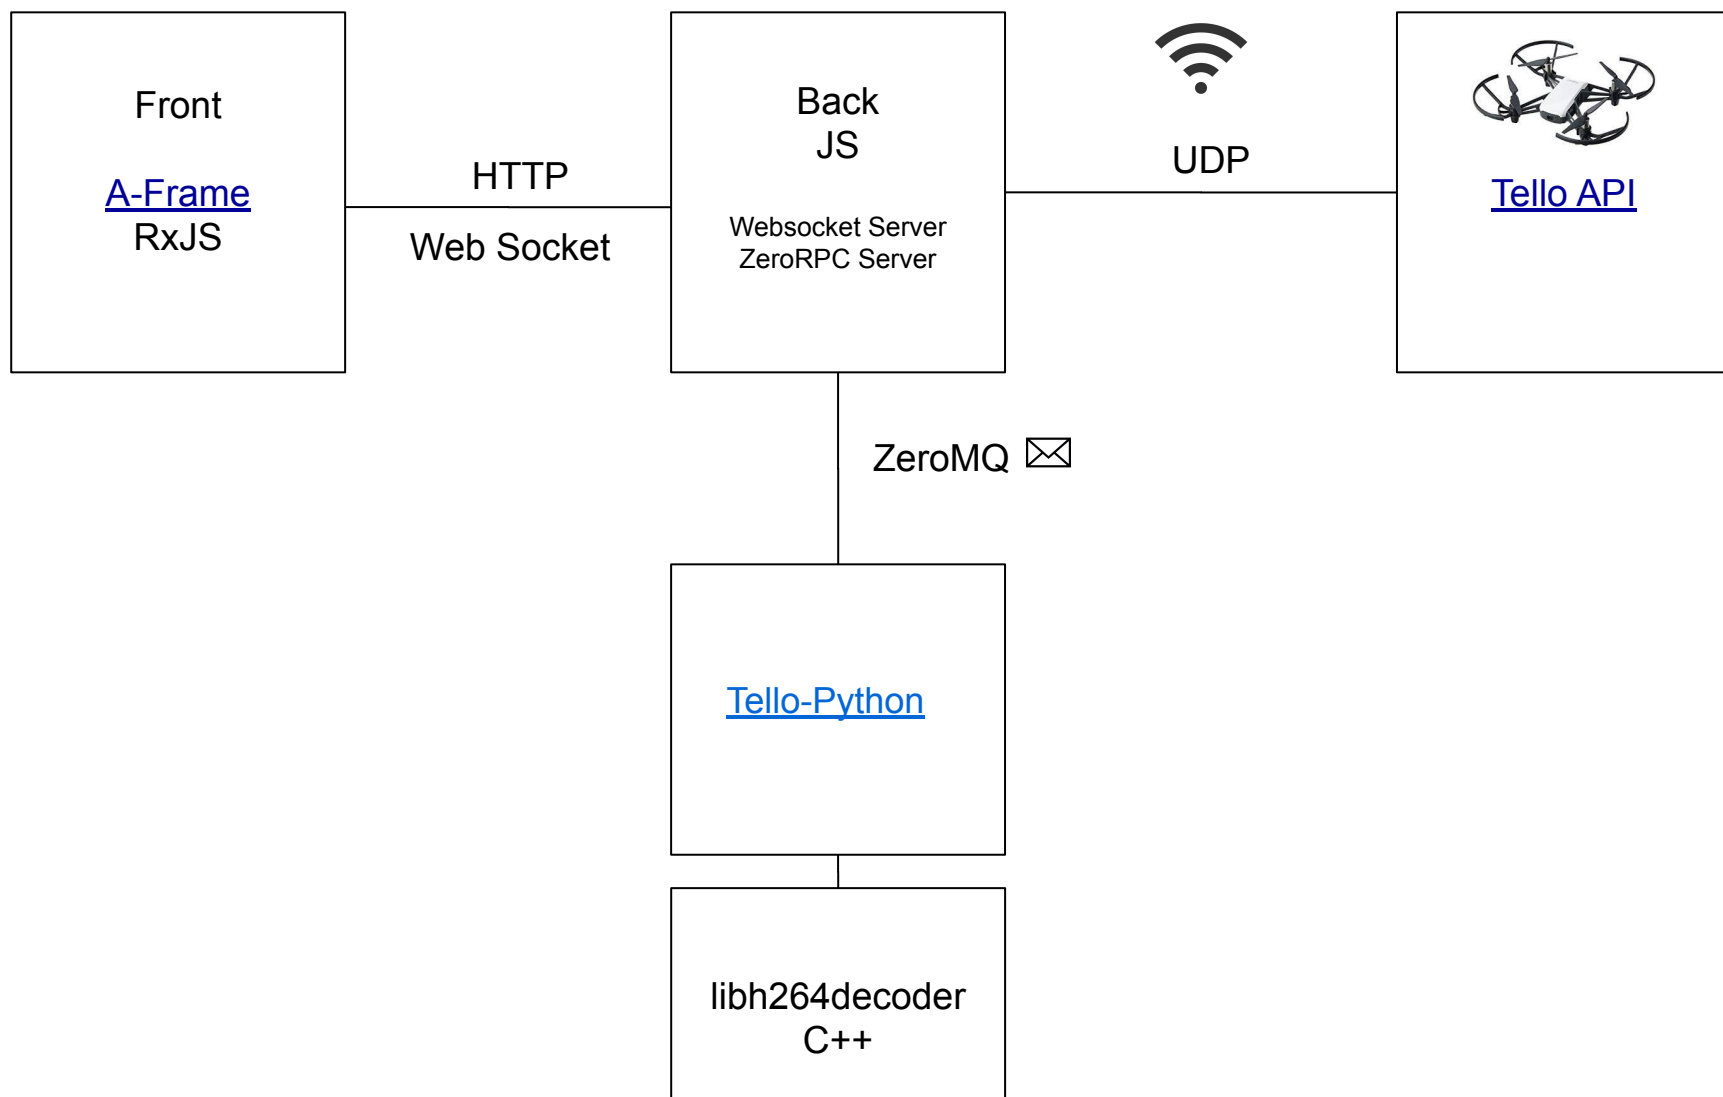 Front
A-Frame
RxJS
HTTP
Web Socket
Back
JS
Websocket Server
ZeroRPC Server
UDP
Tello API
ZeroMQ
Tello-Python
libh264decoder
C++